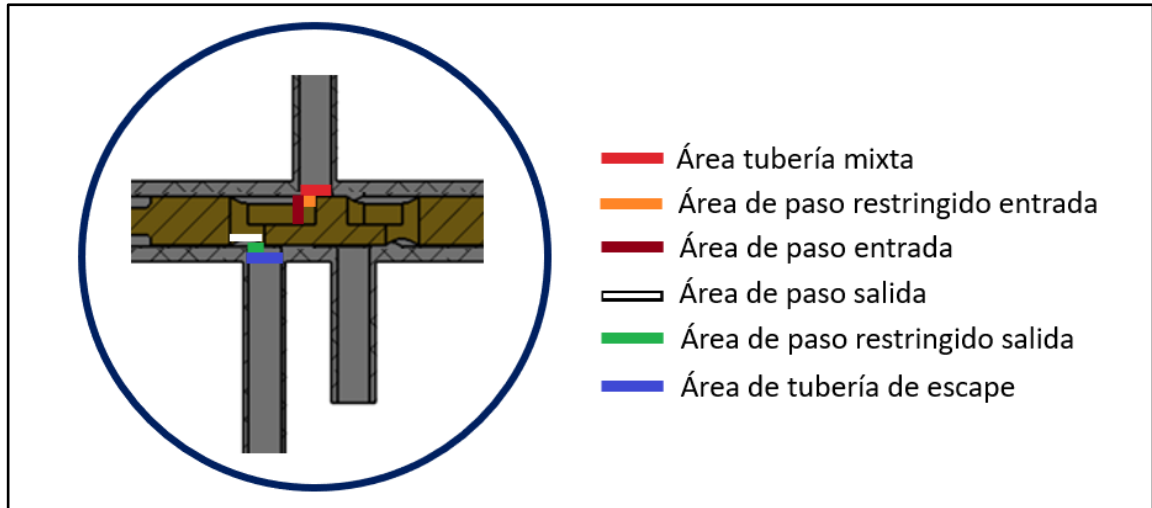 Área tubería mixta
Área de paso restringido entrada
Área de paso entrada
Área de paso salida
Área de paso restringido salida
Área de tubería de escape